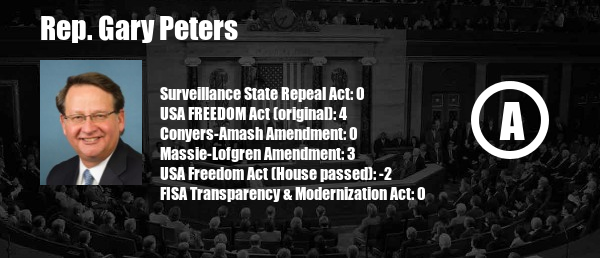 Rep. Gary Peters
Surveillance State Repeal Act: 0
USA FREEDOM Act (original): 4
Conyers-Amash Amendment: 0
Massie-Lofgren Amendment: 3
USA Freedom Act (House passed): -2
FISA Transparency & Modernization Act: 0
A